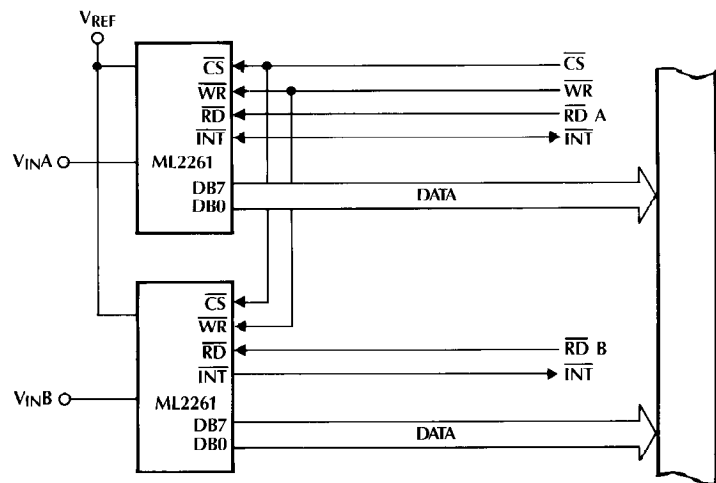 VREF
CS CS
WR WR
RD RD A
INT INT
VINA ML2261
DB7 DATA
DB0
CS
WR
RD RD B
INT INT
VINB ML2261
DB7 DATA
DB0